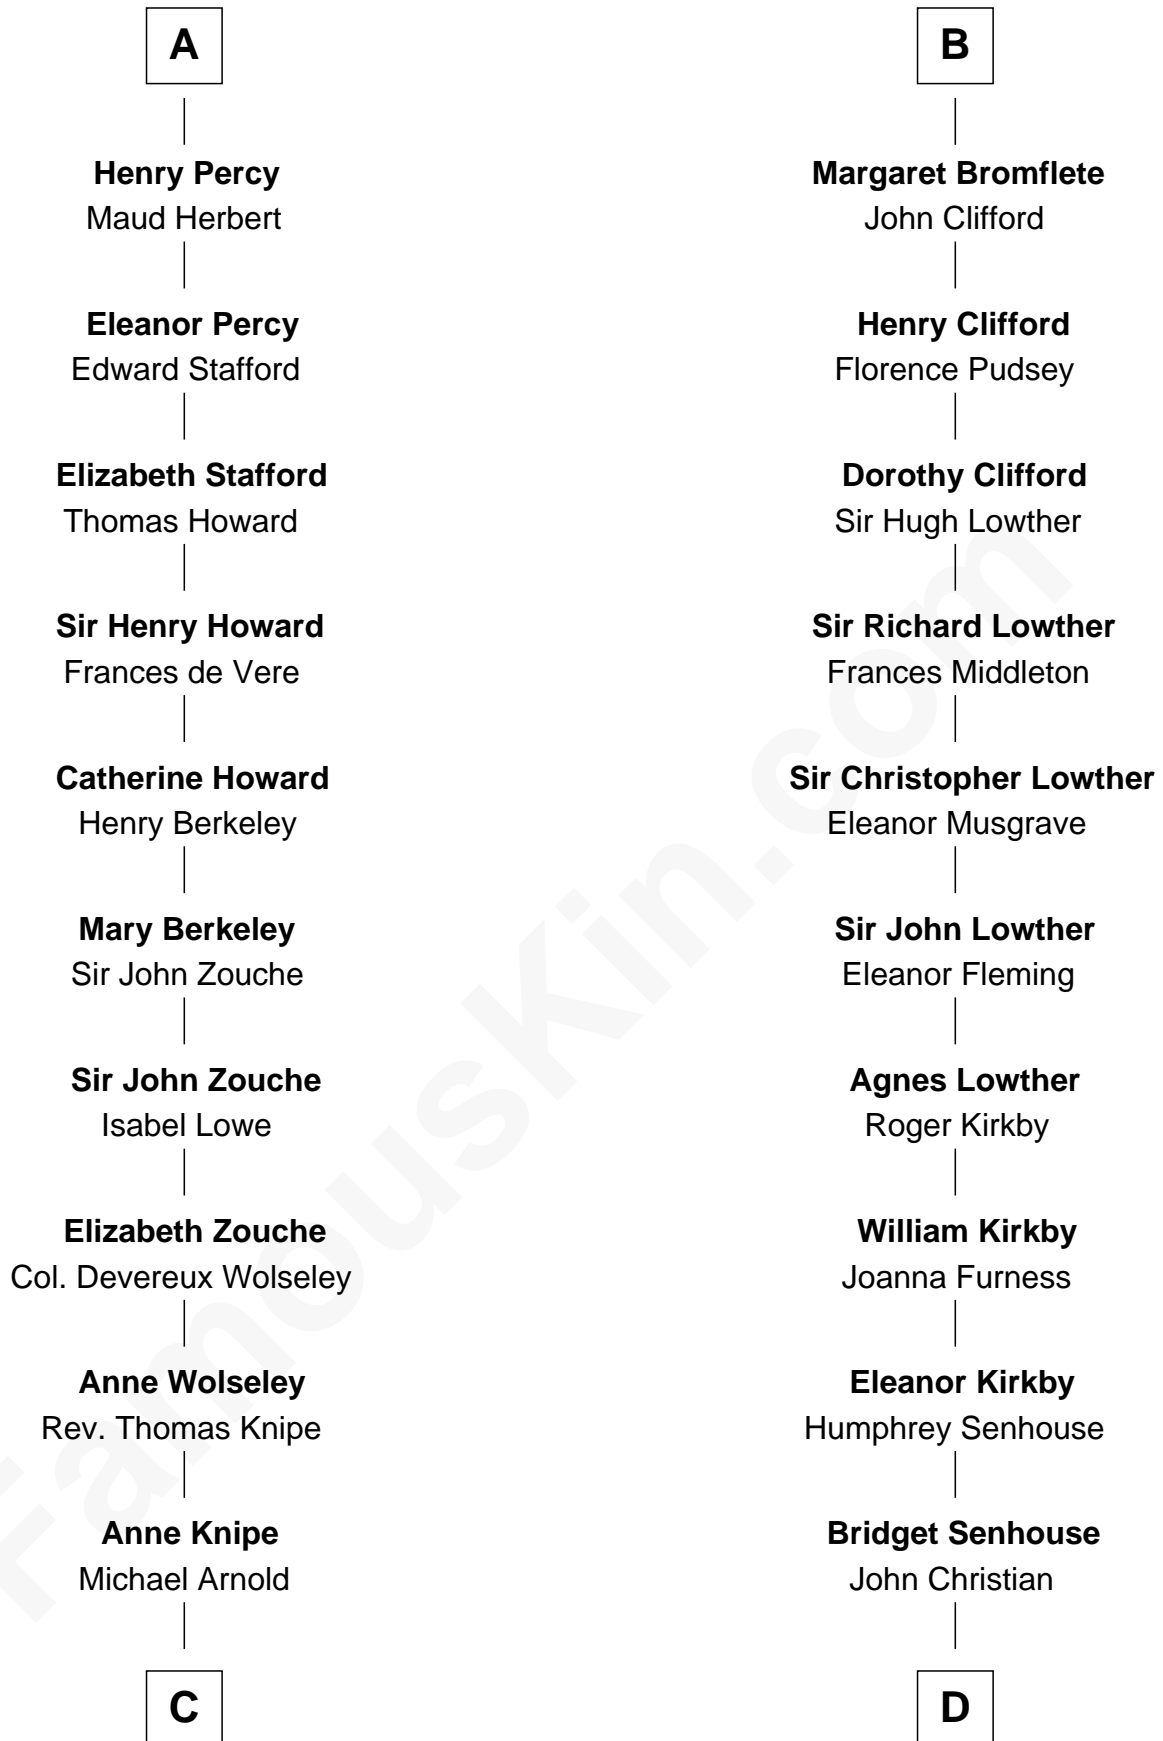 A
Henry Percy
Maud Herbert
Eleanor Percy
Edward Stafford
Elizabeth Stafford
Thomas Howard
Sir Henry Howard
Frances de Vere
Catherine Howard
Henry Berkeley
Mary Berkeley
Sir John Zouche
Sir John Zouche
Isabel Lowe
Elizabeth Zouche
Col. Devereux Wolseley
Anne Wolseley
Rev. Thomas Knipe
Anne Knipe
Michael Arnold
C
B
Margaret Bromflete
John Clifford
Henry Clifford
Florence Pudsey
Dorothy Clifford
Sir Hugh Lowther
Sir Richard Lowther
Frances Middleton
Sir Christopher Lowther
Eleanor Musgrave
Sir John Lowther
Eleanor Fleming
Agnes Lowther
Roger Kirkby
William Kirkby
Joanna Furness
Eleanor Kirkby
Humphrey Senhouse
Bridget Senhouse
John Christian
D
FamousKin.com